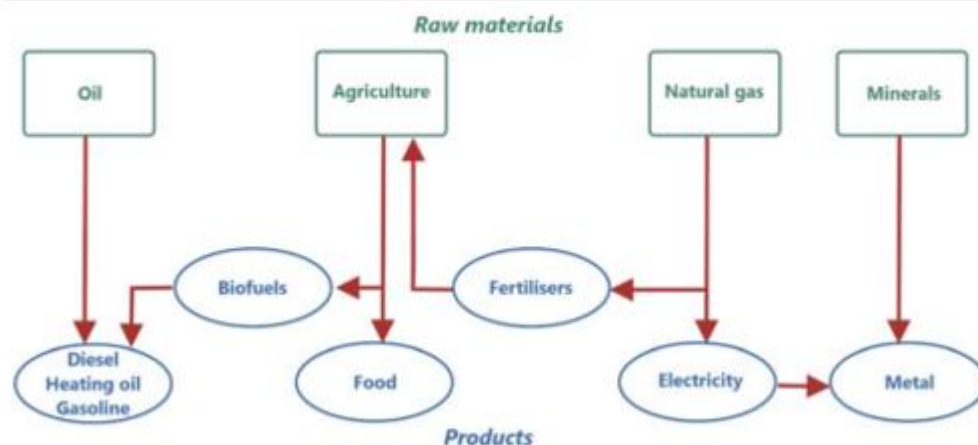 Raw materials
Oil
Agriculture
Natural gas
Minerals
Biofuels
Fertilisers
Diesel
Heating oil
Gasoline
Food
Electricity
Metal
Products